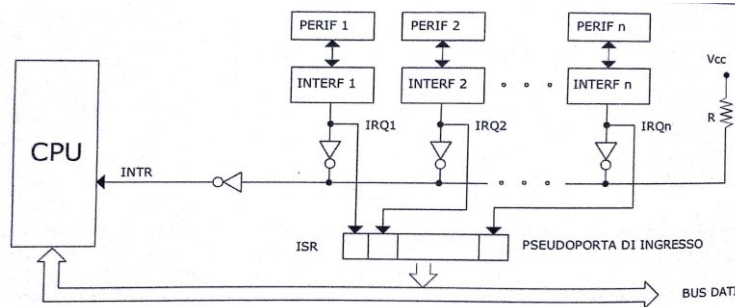 PERIF 1
PERIF 2
PERIF n
INTERF 1
INTERF 2
INTERF n
Vcc
R
CPU
IRQ1
IRQ2
IRQn
INTR
ISR
PSEUDOPORTA DI INGRESSO
BUS DATI